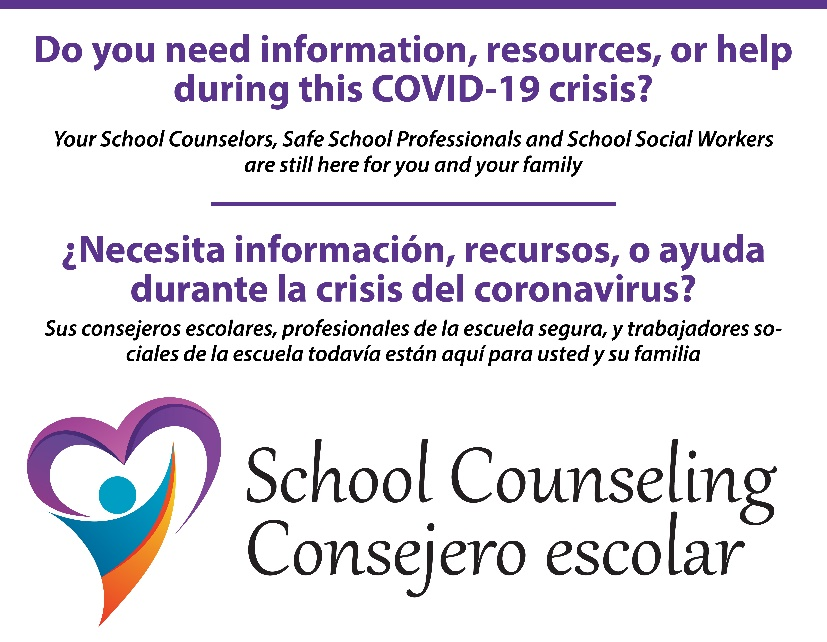 Do you need information, resources, or help
during this COVID-19 crisis?
Your School Counselors, Safe School Professionals and School Social Workers
are still here for you and your family
¿Necesita información, recursos, o ayuda
durante la crisis del coronavirus?
Sus consejeros escolares, profesionales de la escuela segura, y trabajadores so-
ciales de la escuela todavía están aquí para usted y su familia
School Counseling
Consejero escolar